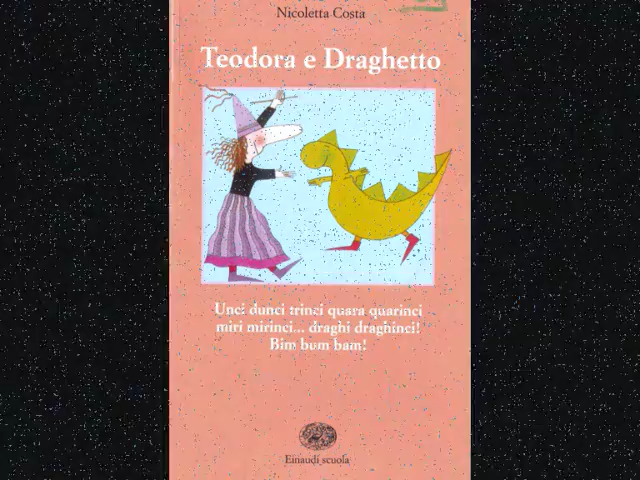 Nicoletta Costa
Teodora e Draghetto
Unci dunci trinci quara quarinci
miri mirinci... draghi draghinci!
Bim bum bam!
Einaudi scuola